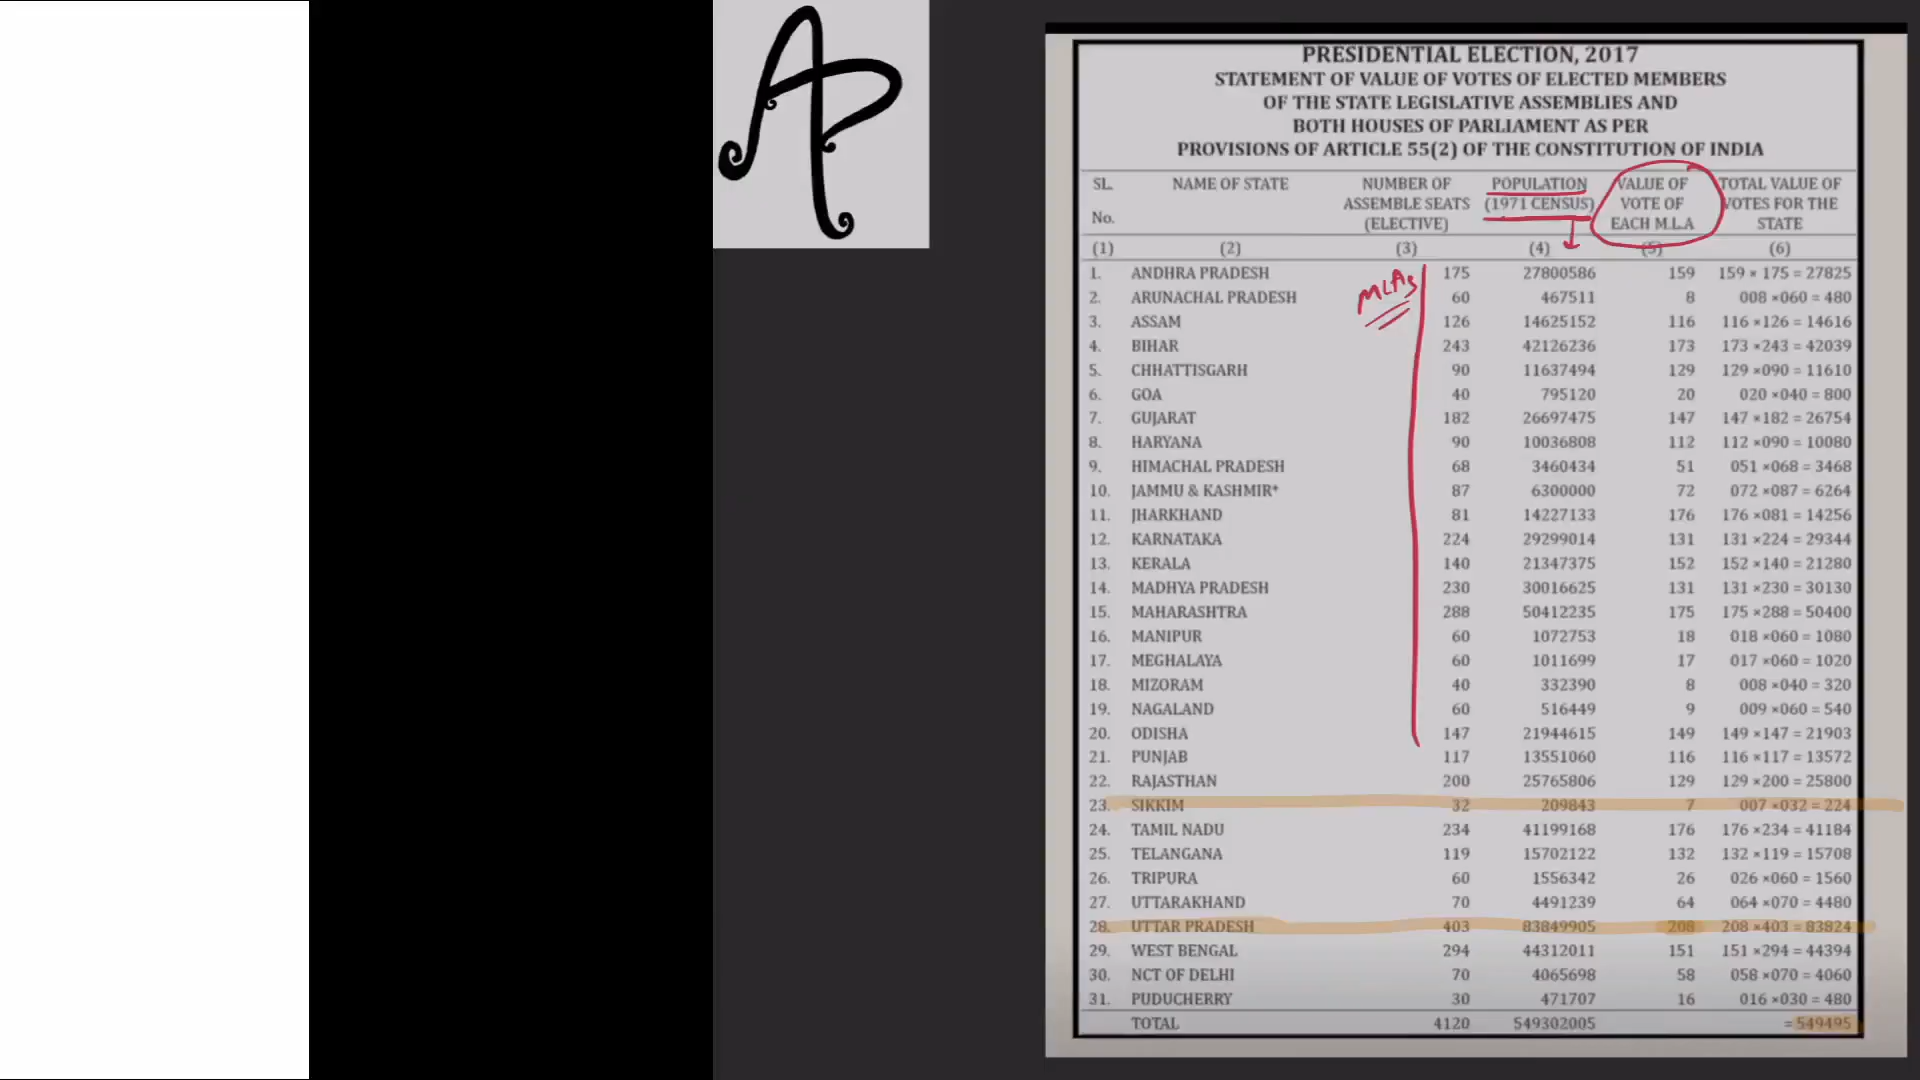 AP
PRESIDENTIAL ELECTION, 2017
STATEMENT OF VALUE OF VOTES OF ELECTED MEMBERS
OF THE STATE LEGISLATIVE ASSEMBLIES AND
BOTH HOUSES OF PARLIAMENT AS PER
PROVISIONS OF ARTICLE 55(2) OF THE CONSTITUTION OF INDIA
SL. NAME OF STATE NUMBER OF POPULATION VALUE OF TOTAL VALUE OF
ASSEMBLE SEATS (1971 CENSUS) VOTE OF VOTES FOR THE
No. (ELECTIVE) EACH M.L.A STATE
(1) (2) (3) (4) (5) (6)
1. ANDHRA PRADESH 175 27800586 159 159 × 175 = 27825
MLAs
2. ARUNACHAL PRADESH 60 467511 8 008 ×060 = 480
3. ASSAM 126 14625152 116 116 ×126 = 14616
4. BIHAR 243 42126236 173 173 ×243 = 42039
5. CHHATTISGARH 90 11637494 129 129 ×090 = 11610
6. GOA 40 795120 20 020 ×040 = 800
7. GUJARAT 182 26697475 147 147 ×182 = 26754
8. HARYANA 90 10036808 112 112 ×090 = 10080
9. HIMACHAL PRADESH 68 3460434 51 051 ×068 = 3468
10. JAMMU & KASHMIR* 87 6300000 72 072 ×087 = 6264
11. JHARKHAND 81 14227133 176 176 ×081 = 14256
12. KARNATAKA 224 29299014 131 131 ×224 = 29344
13. KERALA 140 21347375 152 152 ×140 = 21280
14. MADHYA PRADESH 230 30016625 131 131 ×230 = 30130
15. MAHARASHTRA 288 50412235 175 175 ×288 = 50400
16. MANIPUR 60 1072753 18 018 ×060 = 1080
17. MEGHALAYA 60 1011699 17 017 ×060 = 1020
18. MIZORAM 40 332390 8 008 ×040 = 320
19. NAGALAND 60 516449 9 009 ×060 = 540
20. ODISHA 147 21944615 149 149 ×147 = 21903
21. PUNJAB 117 13551060 116 116 ×117 = 13572
22. RAJASTHAN 200 25765806 129 129 ×200 = 25800
23. SIKKIM 32 209843 7 007 ×032 = 224
24. TAMIL NADU 234 41199168 176 176 ×234 = 41184
25. TELANGANA 119 15702122 132 132 ×119 = 15708
26. TRIPURA 60 1556342 26 026 ×060 = 1560
27. UTTARAKHAND 70 4491239 64 064 ×070 = 4480
28. UTTAR PRADESH 403 83849905 208 208 ×403 = 83824
29. WEST BENGAL 294 44312011 151 151 ×294 = 44394
30. NCT OF DELHI 70 4065698 58 058 ×070 = 4060
31. PUDUCHERRY 30 471707 16 016 ×030 = 480
TOTAL 4120 549302005 = 549495